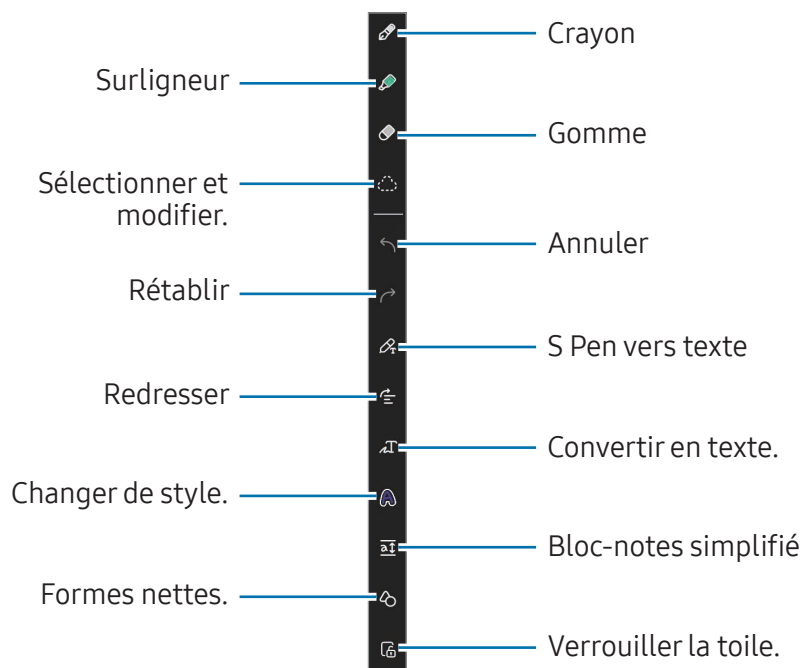 Crayon
Surligneur
Gomme
Sélectionner et
modifier.
Annuler
Rétablir
S Pen vers texte
Redresser
Convertir en texte.
Changer de style.
Bloc-notes simplifié
Formes nettes.
Verrouiller la toile.